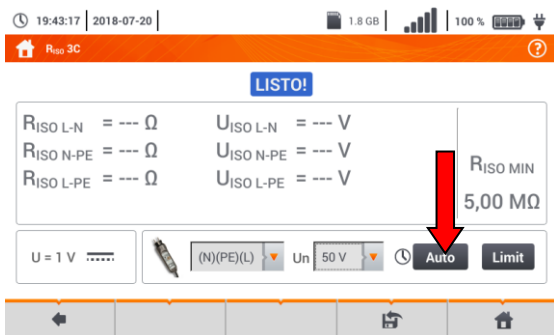 19:43:17 2018-07-20 1.8 GB 100 %
RISO 3C ?
LISTO!
RISO L-N = --- Ω UISO L-N = --- V
RISO N-PE = --- Ω UISO N-PE = --- V
RISO L-PE = --- Ω UISO L-PE = --- V
RISO MIN
5,00 MΩ
U = 1 V (N)(PE)(L) Un 50 V Auto Limit